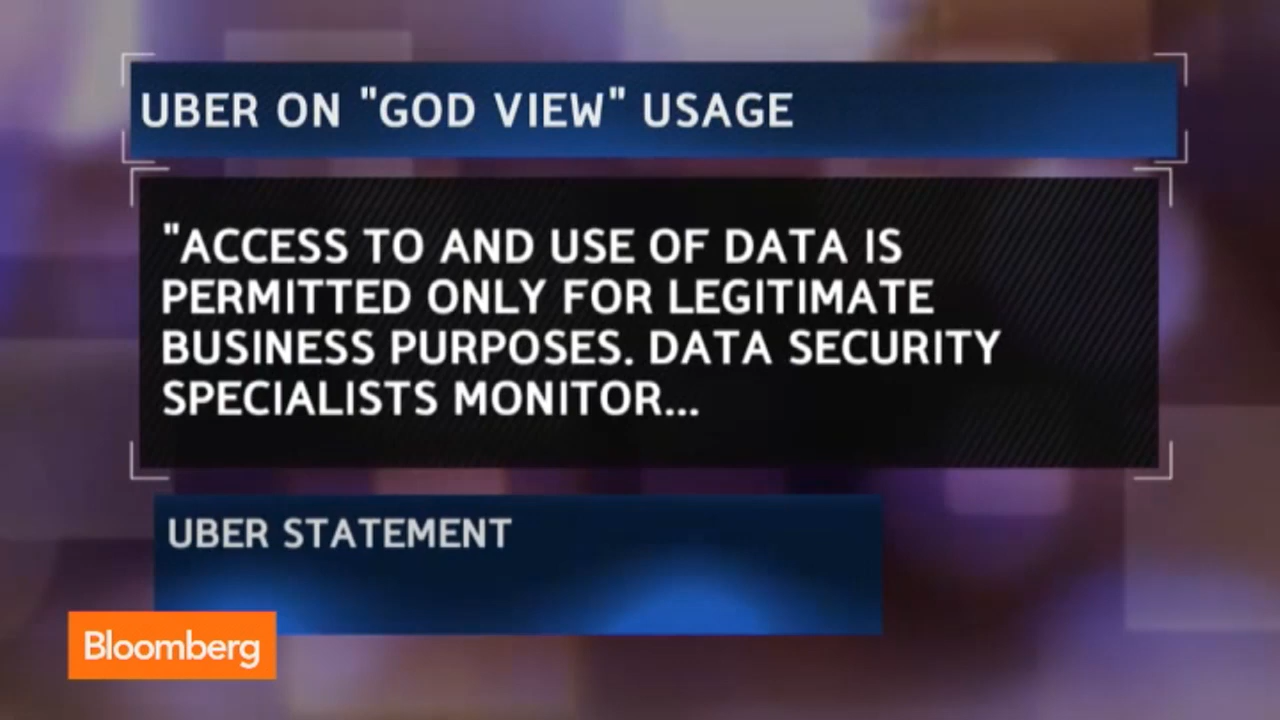 UBER ON "GOD VIEW" USAGE
"ACCESS TO AND USE OF DATA IS
PERMITTED ONLY FOR LEGITIMATE
BUSINESS PURPOSES. DATA SECURITY
SPECIALISTS MONITOR...
UBER STATEMENT
Bloomberg